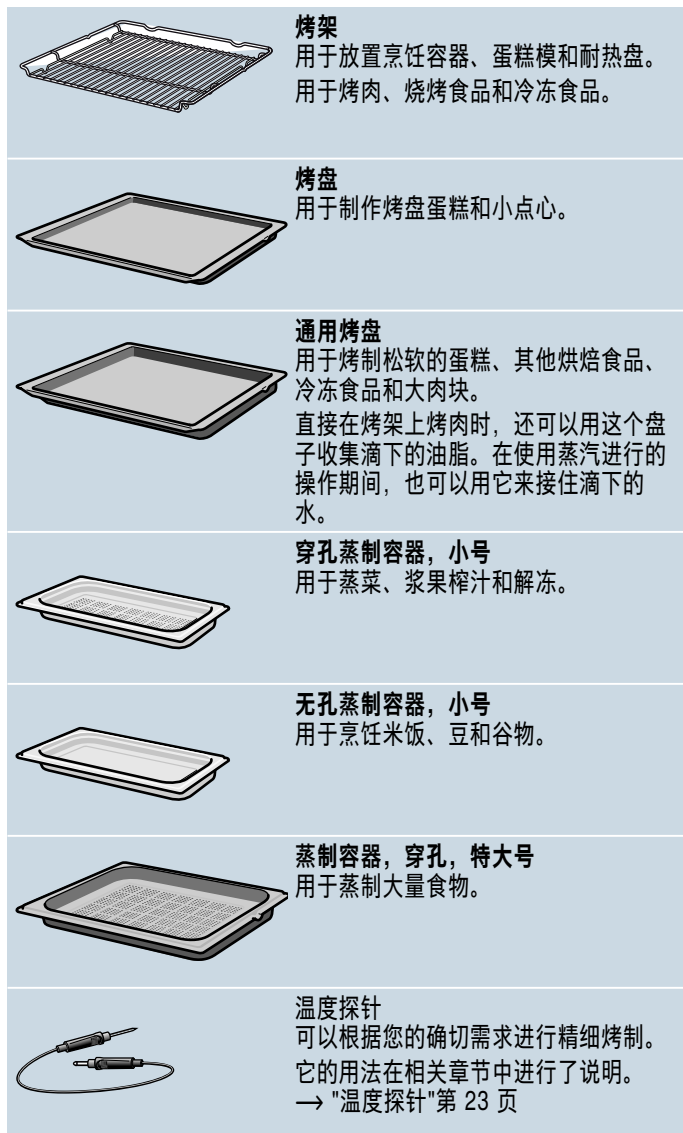 烤架
用于放置烹饪容器、蛋糕模和耐热盘。
用于烤肉、烧烤食品和冷冻食品。
烤盘
用于制作烤盘蛋糕和小点心。
通用烤盘
用于烤制松软的蛋糕、其他烘焙食品、
冷冻食品和大肉块。
直接在烤架上烤肉时，还可以用这个盘
子收集滴下的油脂。在使用蒸汽进行的
操作期间，也可以用它来接住滴下的
水。
穿孔蒸制容器，小号
用于蒸菜、浆果榨汁和解冻。
无孔蒸制容器，小号
用于烹饪米饭、豆和谷物。
蒸制容器，穿孔，特大号
用于蒸制大量食物。
温度探针
可以根据您的确切需求进行精细烤制。
它的用法在相关章节中进行了说明。
→ "温度探针"第 23 页